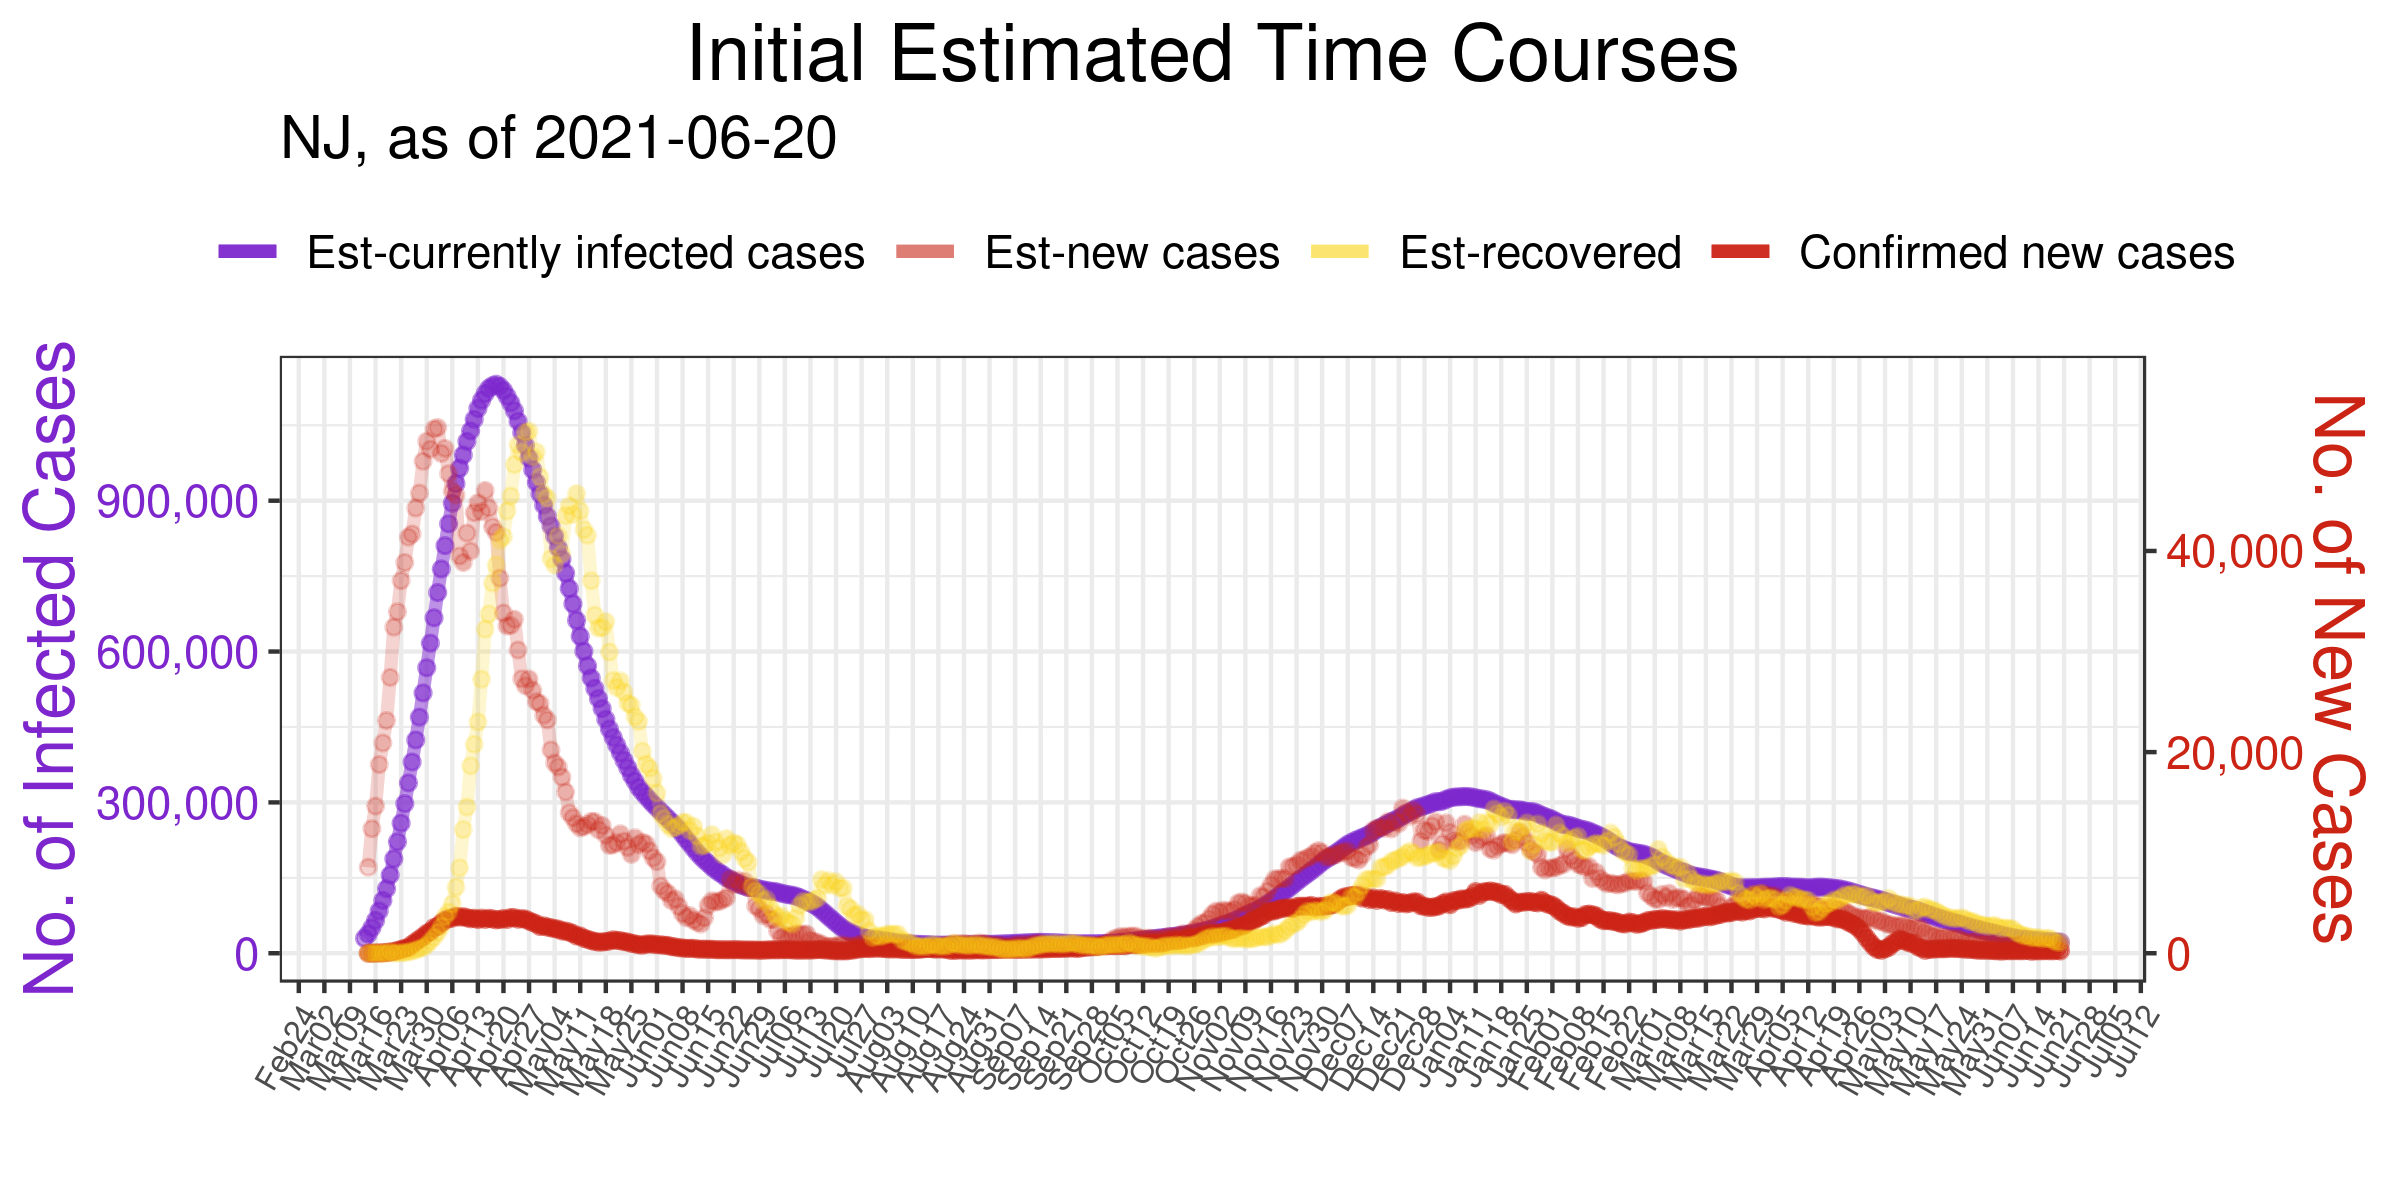 Initial Estimated Time Courses
NJ, as of 2021-06-20
Est-currently infected cases
Est-new cases
Est-recovered
Confirmed new cases
No. of Infected Cases
900,000
600,000
300,000
0
40,000
20,000
0
No. of New Cases
Feb24
Mar02
Mar09
Mar16
Mar23
Mar30
Apr06
Apr13
Apr20
Apr27
May04
May11
May18
May25
Jun01
Jun08
Jun15
Jun22
Jun29
Jul06
Jul13
Jul20
Jul27
Aug03
Aug10
Aug17
Aug24
Aug31
Sep07
Sep14
Sep21
Sep28
Oct05
Oct12
Oct19
Oct26
Nov02
Nov09
Nov16
Nov23
Nov30
Dec07
Dec14
Dec21
Dec28
Jan04
Jan11
Jan18
Jan25
Feb01
Feb08
Feb15
Feb22
Mar01
Mar08
Mar15
Mar22
Mar29
Apr05
Apr12
Apr19
Apr26
May03
May10
May17
May24
May31
Jun07
Jun14
Jun21
Jun28
Jul05
Jul12